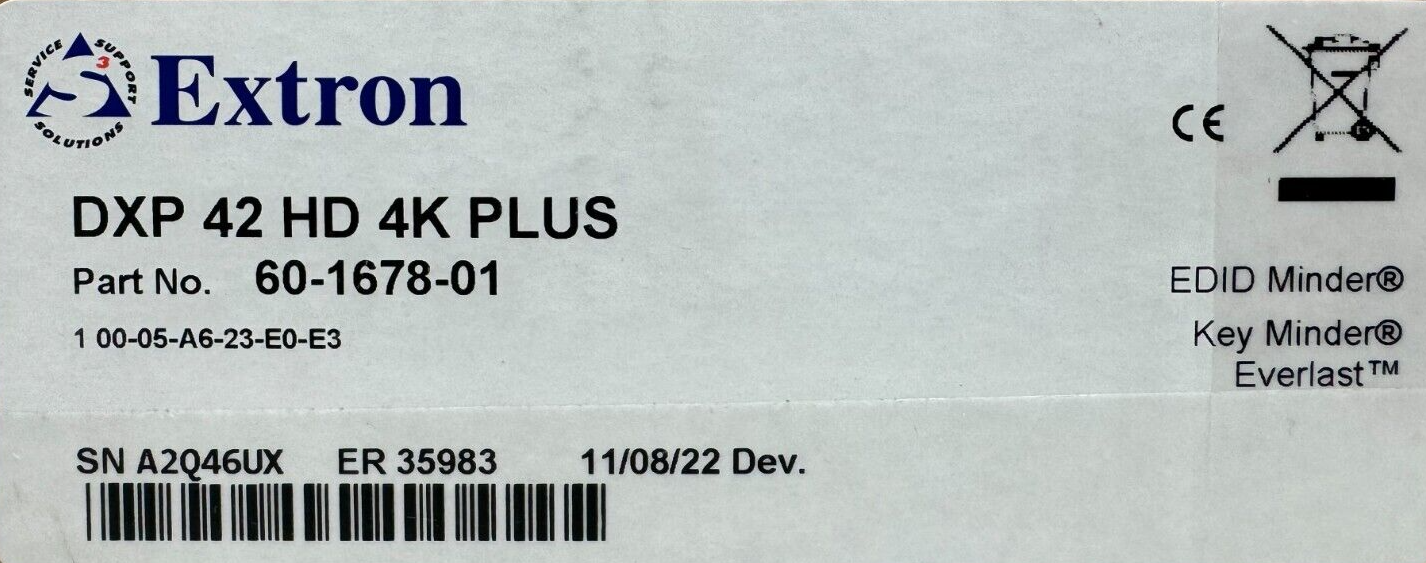 SERVICE SUPPORT SOLUTIONS
3
Extron
CE
DXP 42 HD 4K PLUS
Part No. 60-1678-01
1 00-05-A6-23-E0-E3
EDID Minder®
Key Minder®
Everlast™
SN A2Q46UX ER 35983 11/08/22 Dev.